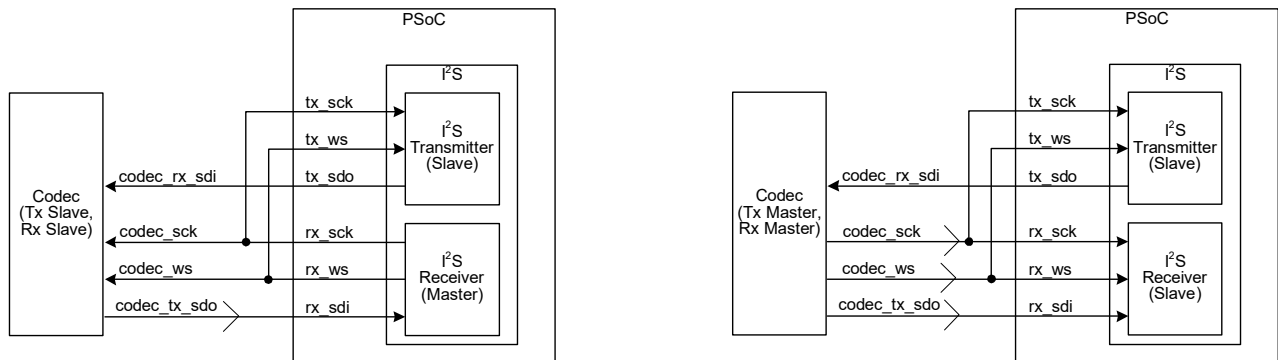 PSoC
I²S
tx_sck
I²S
Transmitter
(Slave)
tx_ws
codec_rx_sdi
tx_sdo
Codec
(Tx Slave,
Rx Slave)
codec_sck
rx_sck
codec_ws
rx_ws
I²S
Receiver
(Master)
codec_tx_sdo
rx_sdi
PSoC
I²S
tx_sck
I²S
Transmitter
(Slave)
tx_ws
codec_rx_sdi
tx_sdo
Codec
(Tx Master,
Rx Master)
codec_sck
rx_sck
codec_ws
rx_ws
I²S
Receiver
(Slave)
codec_tx_sdo
rx_sdi